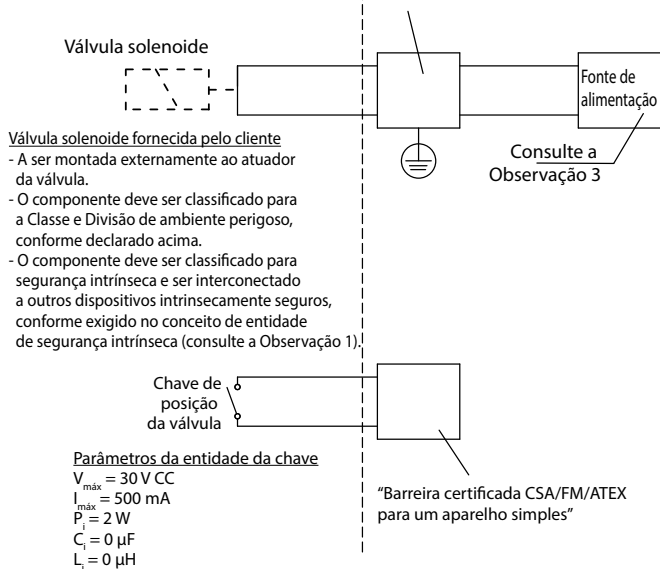 Válvula solenoide
Fonte de
alimentação
Consulte a
Observação 3
Válvula solenoide fornecida pelo cliente
- A ser montada externamente ao atuador
da válvula.
- O componente deve ser classificado para
a Classe e Divisão de ambiente perigoso,
conforme declarado acima.
- O componente deve ser classificado para
segurança intrínseca e ser interconectado
a outros dispositivos intrinsecamente seguros,
conforme exigido no conceito de entidade
de segurança intrínseca (consulte a Observação 1).
Chave de
posição
da válvula
Parâmetros da entidade da chave
Vmáx = 30 V CC
Imáx = 500 mA
Pi = 2 W
Ci = 0 µF
Li = 0 µH
“Barreira certificada CSA/FM/ATEX
para um aparelho simples”